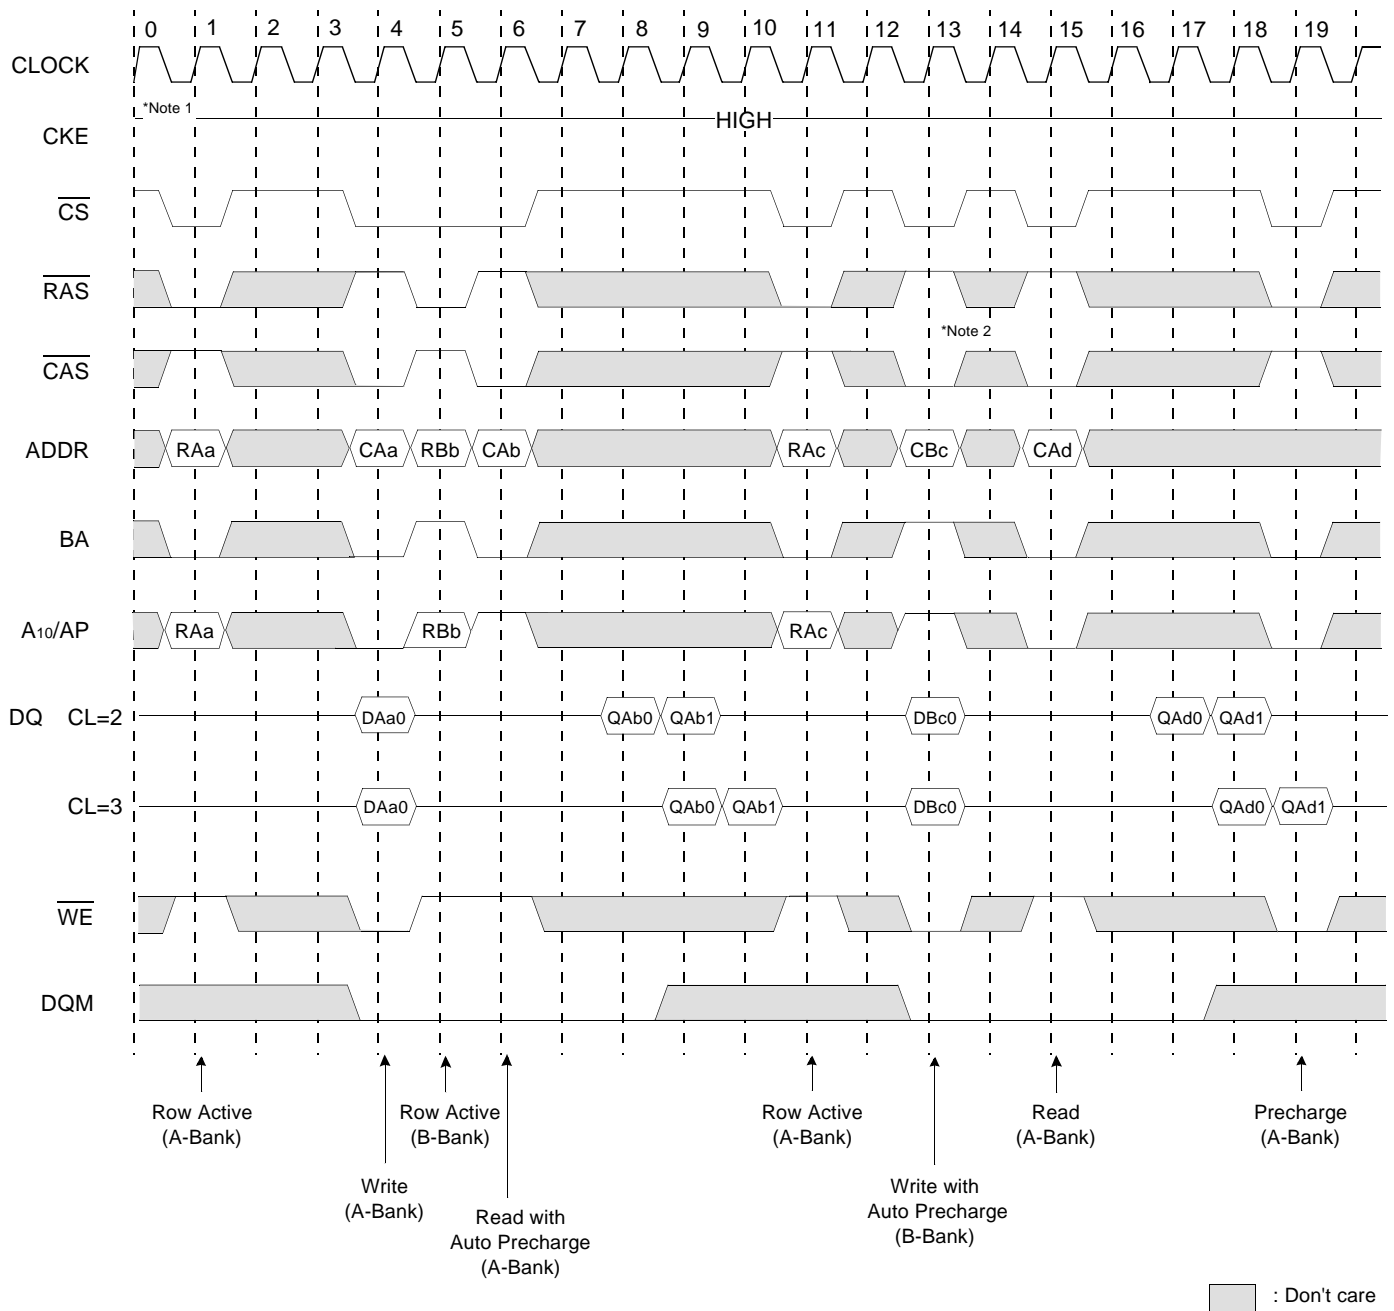 0 1 2 3 4 5 6 7 8 9 10 11 12 13 14 15 16 17 18 19
CLOCK
*Note 1
CKE HIGH
CS
RAS
*Note 2
CAS
ADDR RAa CAa RBb CAb RAc CBc CAd
BA
A10/AP RAa RBb RAc
DQ CL=2 DAa0 QAb0 QAb1 DBc0 QAd0 QAd1
CL=3 DAa0 QAb0 QAb1 DBc0 QAd0 QAd1
WE
DQM
Row Active
(A-Bank)
Row Active
(B-Bank)
Row Active
(A-Bank)
Read
(A-Bank)
Precharge
(A-Bank)
Write
(A-Bank)
Read with
Auto Precharge
(A-Bank)
Write with
Auto Precharge
(B-Bank)
: Don't care